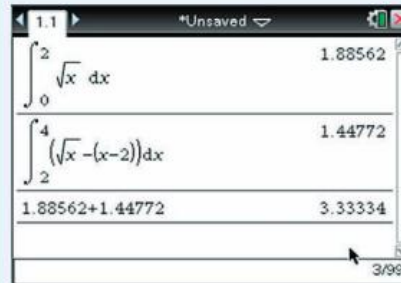 1.1 *Unsaved
∫₀² √x dx 1.88562
∫₂⁴ (√x -(x-2))dx 1.44772
1.88562+1.44772 3.33334
3/99